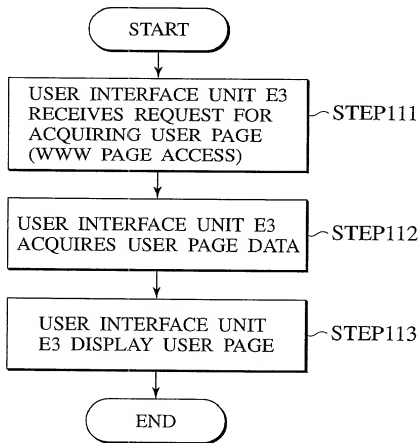 START
USER INTERFACE UNIT E3
RECEIVES REQUEST FOR
ACQUIRING USER PAGE
(WWW PAGE ACCESS)
STEP111
USER INTERFACE UNIT E3
ACQUIRES USER PAGE DATA
STEP112
USER INTERFACE UNIT
E3 DISPLAY USER PAGE
STEP113
END